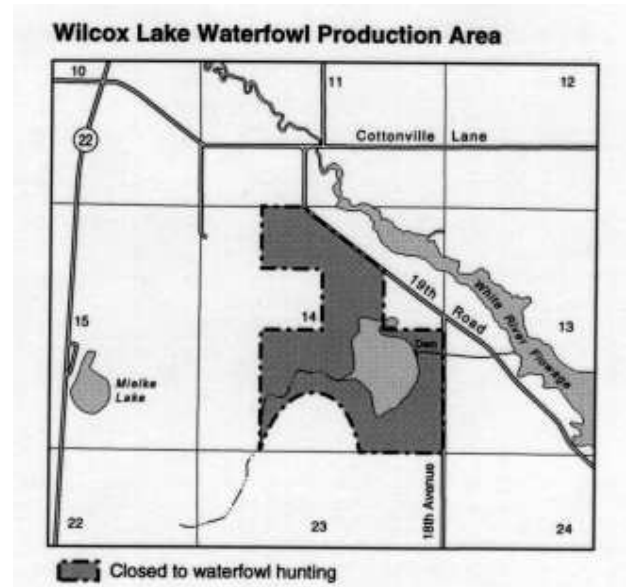 Wilcox Lake Waterfowl Production Area
10
11
12
22
Cottonville Lane
19th Road
White River Flowage
15
14
13
Dam
Mielke
Lake
18th Avenue
22
23
24
Closed to waterfowl hunting